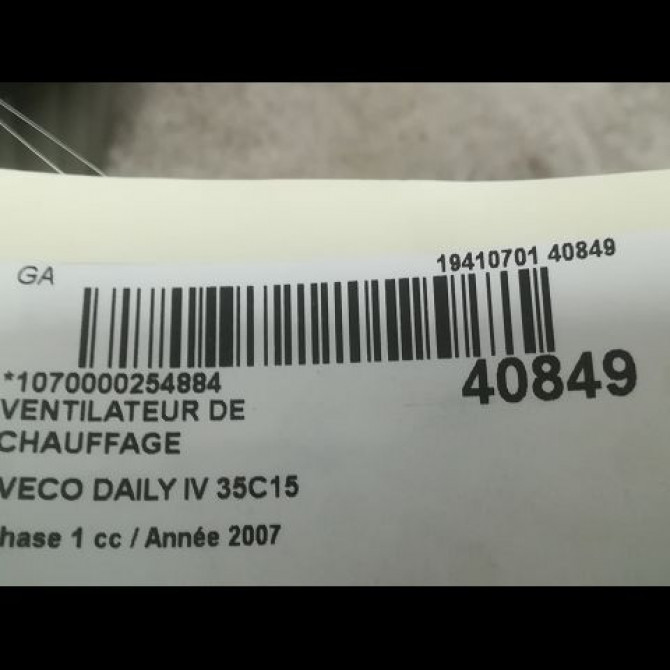 GA
19410701 40849
*1070000254884
40849
VENTILATEUR DE
CHAUFFAGE
VECO DAILY IV 35C15
hase 1 cc / Année 2007